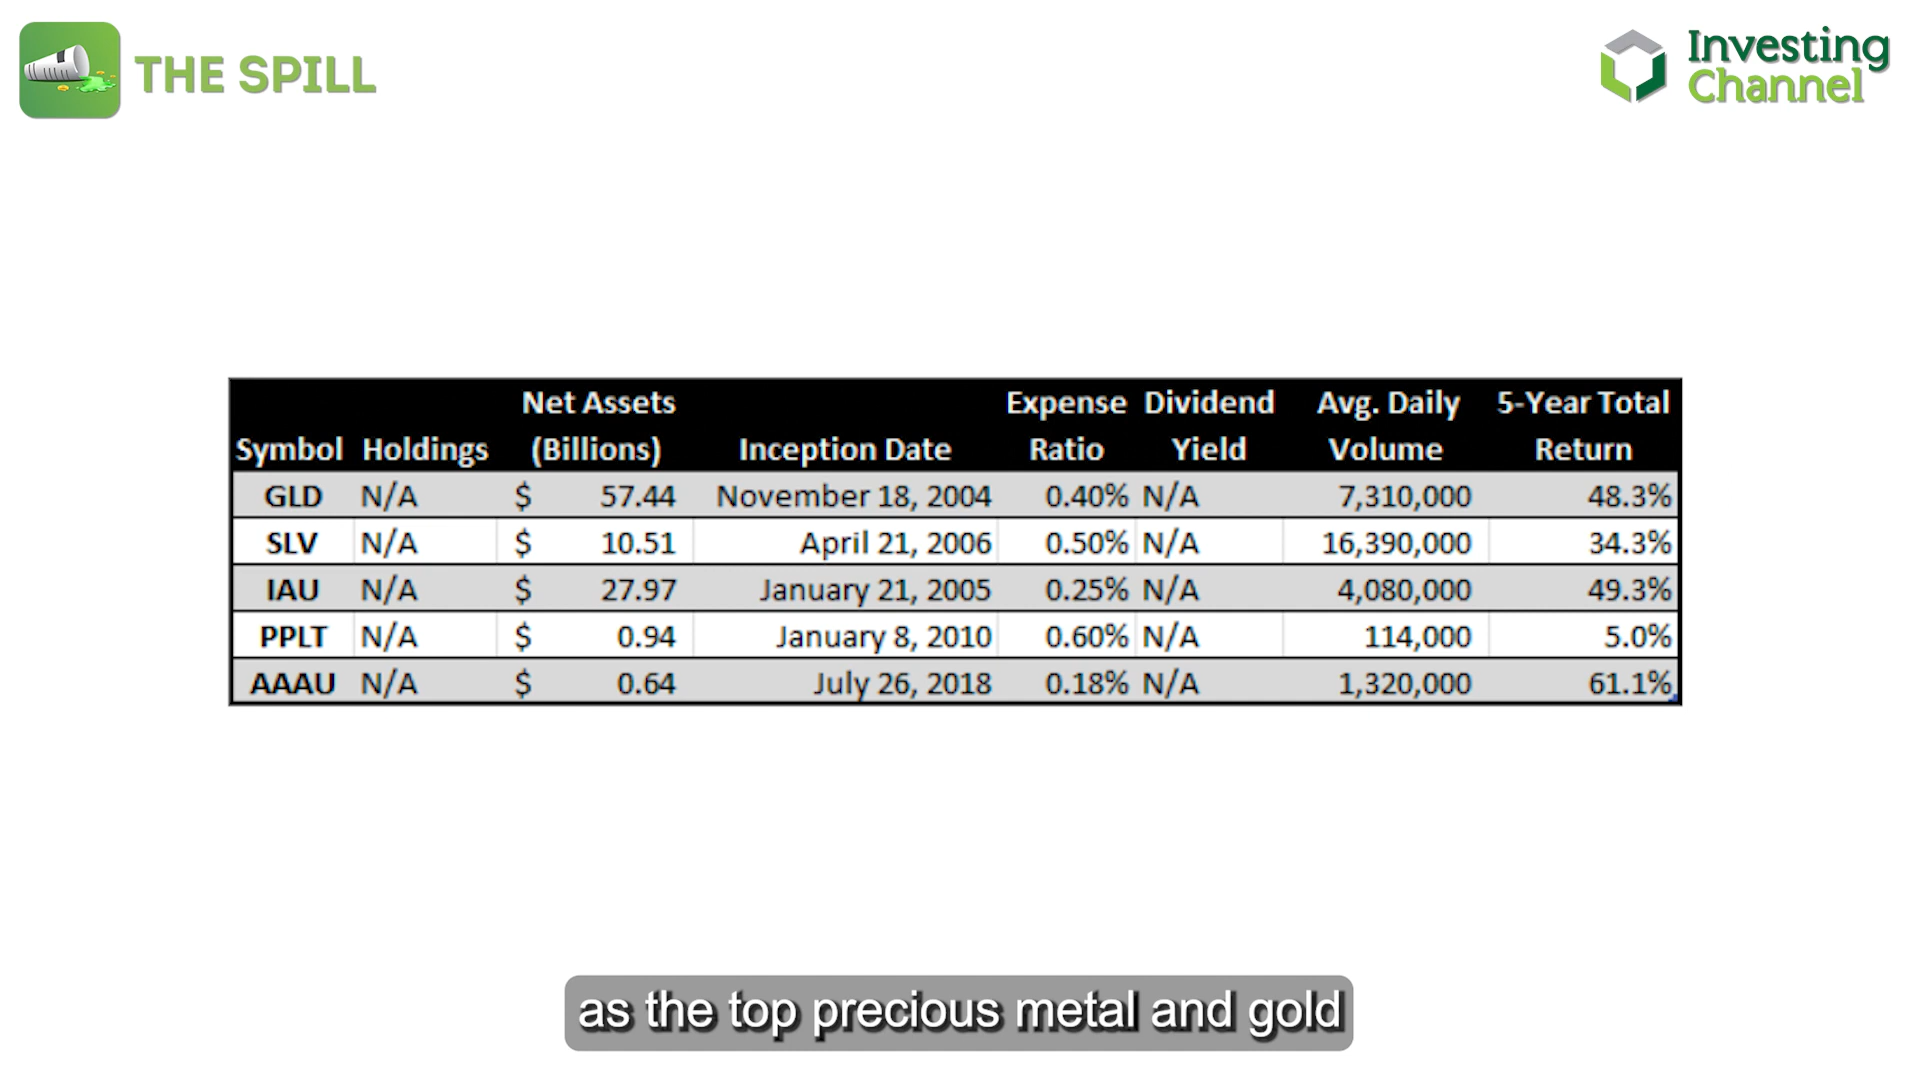 THE SPILL
Investing
Channel
Net Assets Expense Dividend Avg. Daily 5-Year Total
Symbol Holdings (Billions) Inception Date Ratio Yield Volume Return
GLD N/A $ 57.44 November 18, 2004 0.40% N/A 7,310,000 48.3%
SLV N/A $ 10.51 April 21, 2006 0.50% N/A 16,390,000 34.3%
IAU N/A $ 27.97 January 21, 2005 0.25% N/A 4,080,000 49.3%
PPLT N/A $ 0.94 January 8, 2010 0.60% N/A 114,000 5.0%
AAAU N/A $ 0.64 July 26, 2018 0.18% N/A 1,320,000 61.1%
as the top precious metal and gold